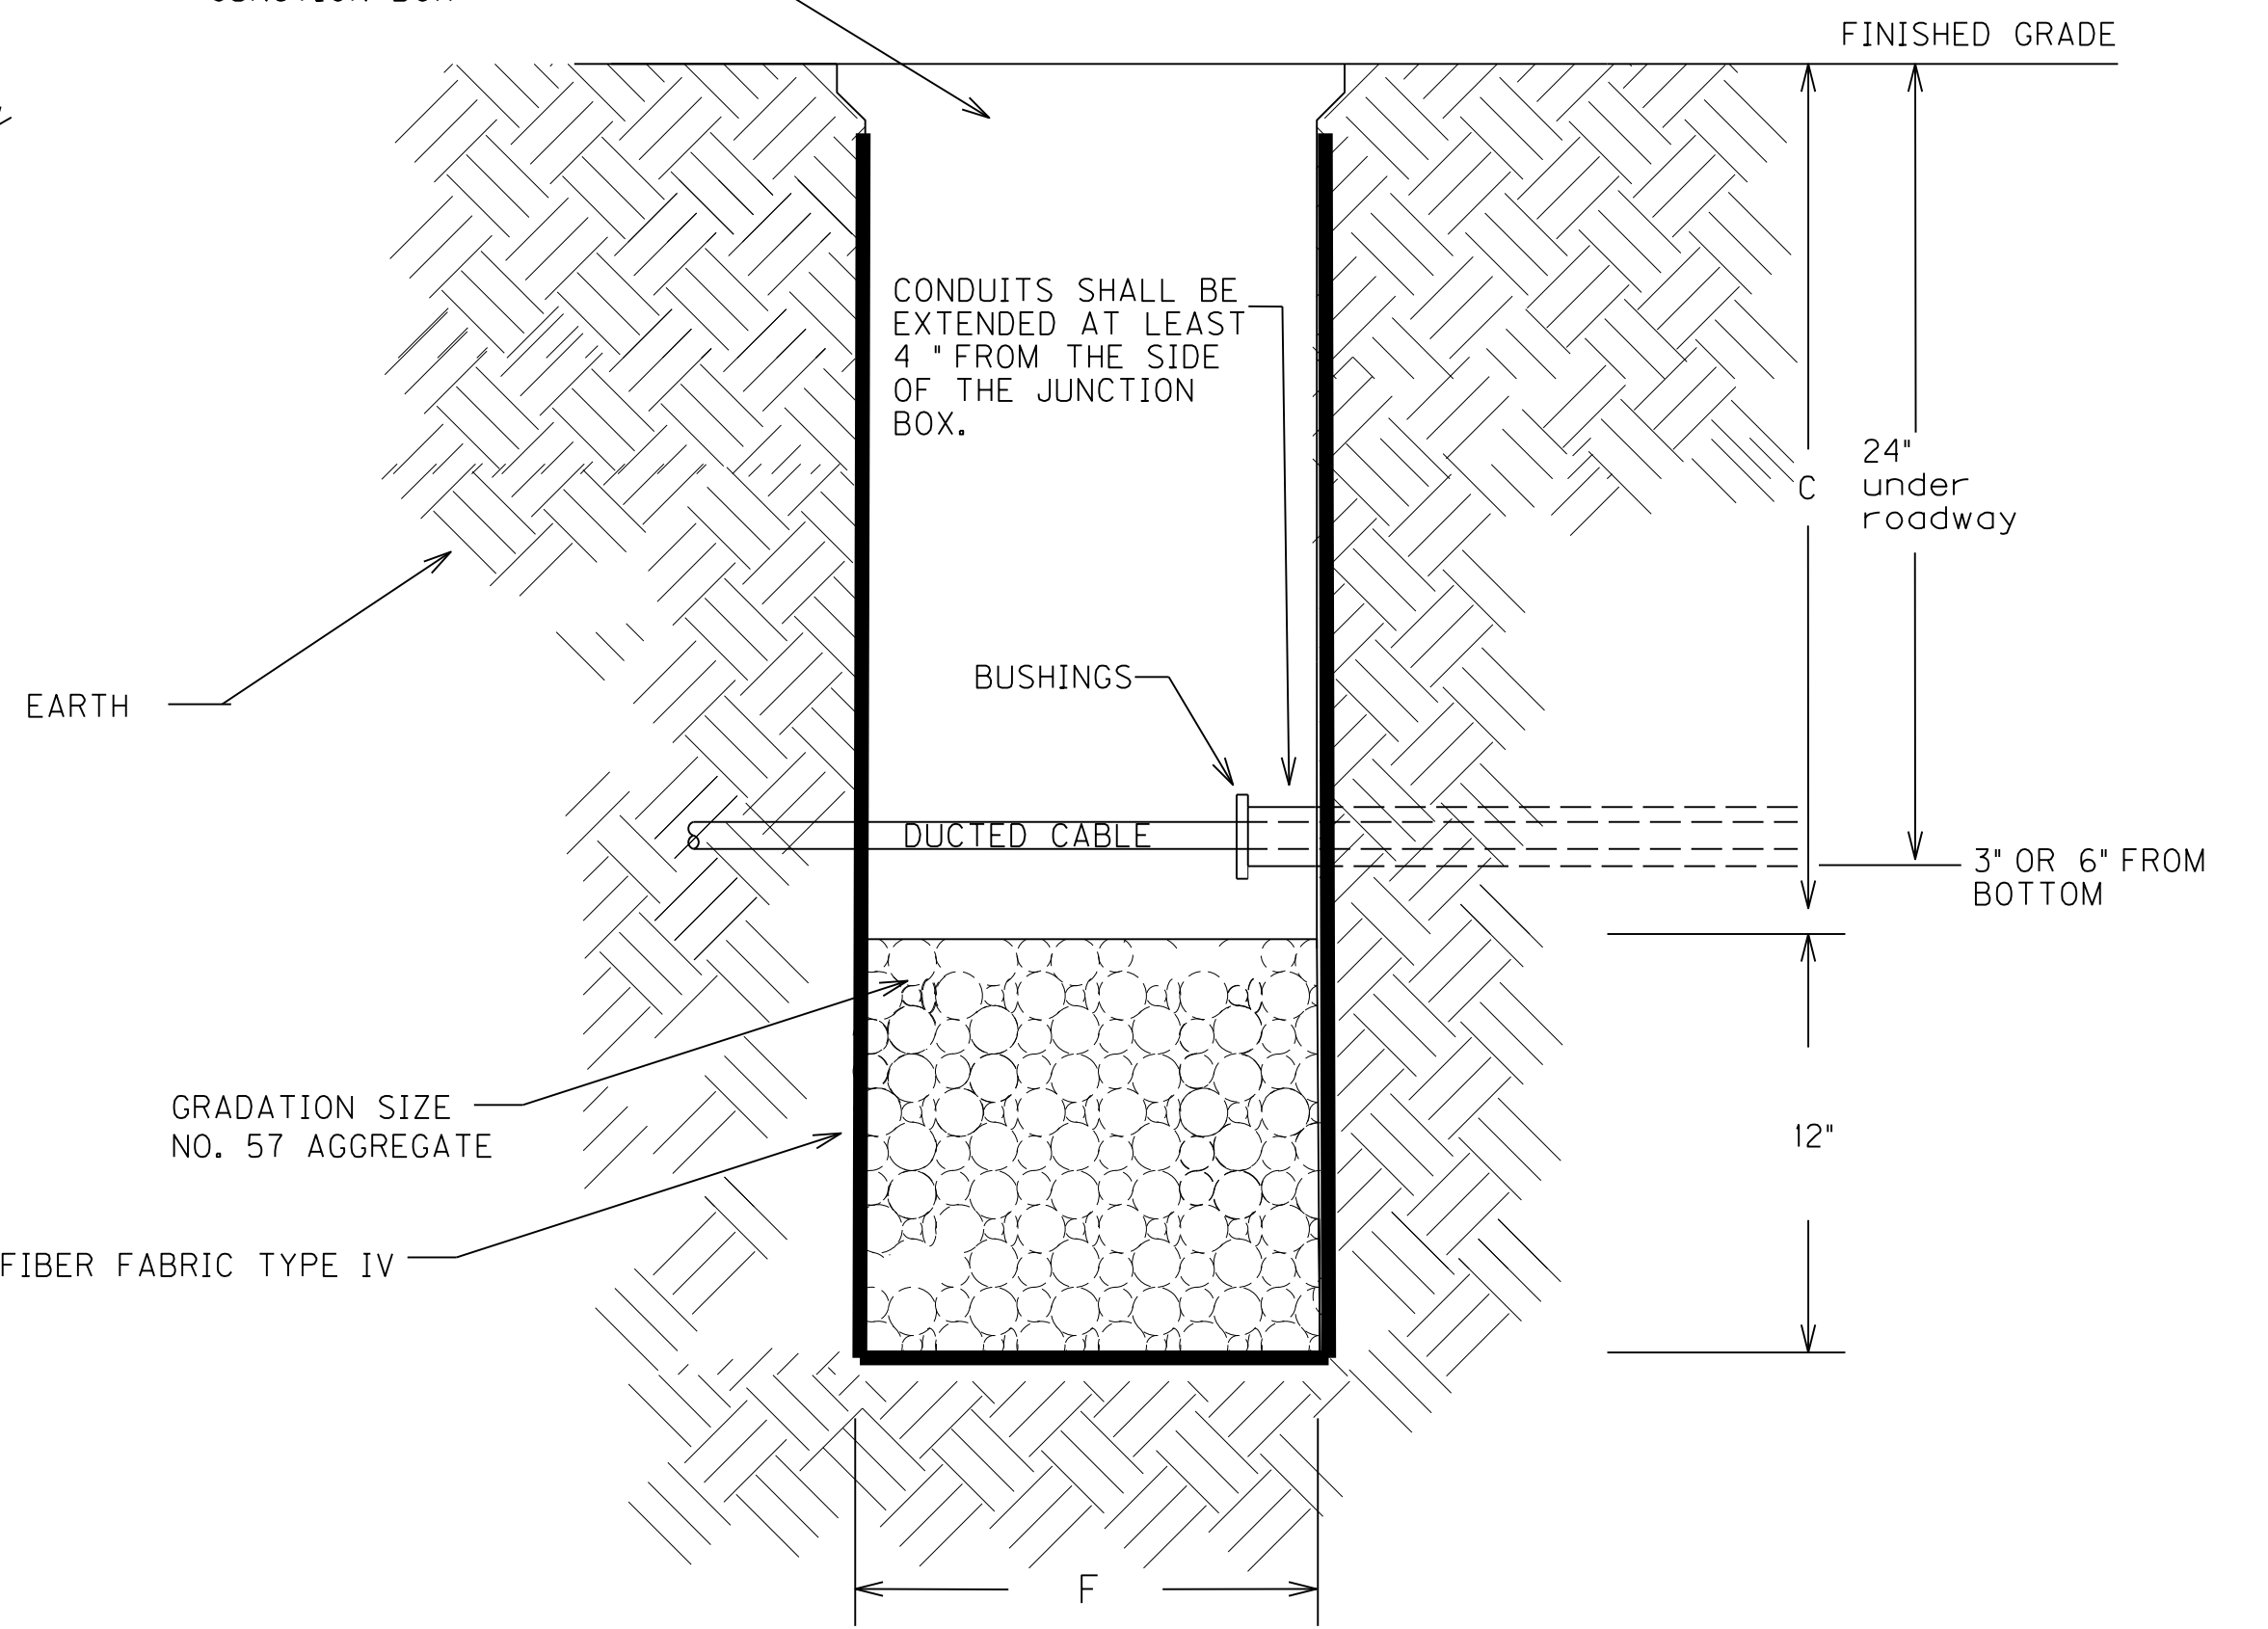 FINISHED GRADE
CONDUITS SHALL BE
EXTENDED AT LEAST
4 " FROM THE SIDE
OF THE JUNCTION
BOX.
24"
under
roadway
C
BUSHINGS
EARTH
DUCTED CABLE
3" OR 6" FROM
BOTTOM
GRADATION SIZE
NO. 57 AGGREGATE
12"
FIBER FABRIC TYPE IV
F